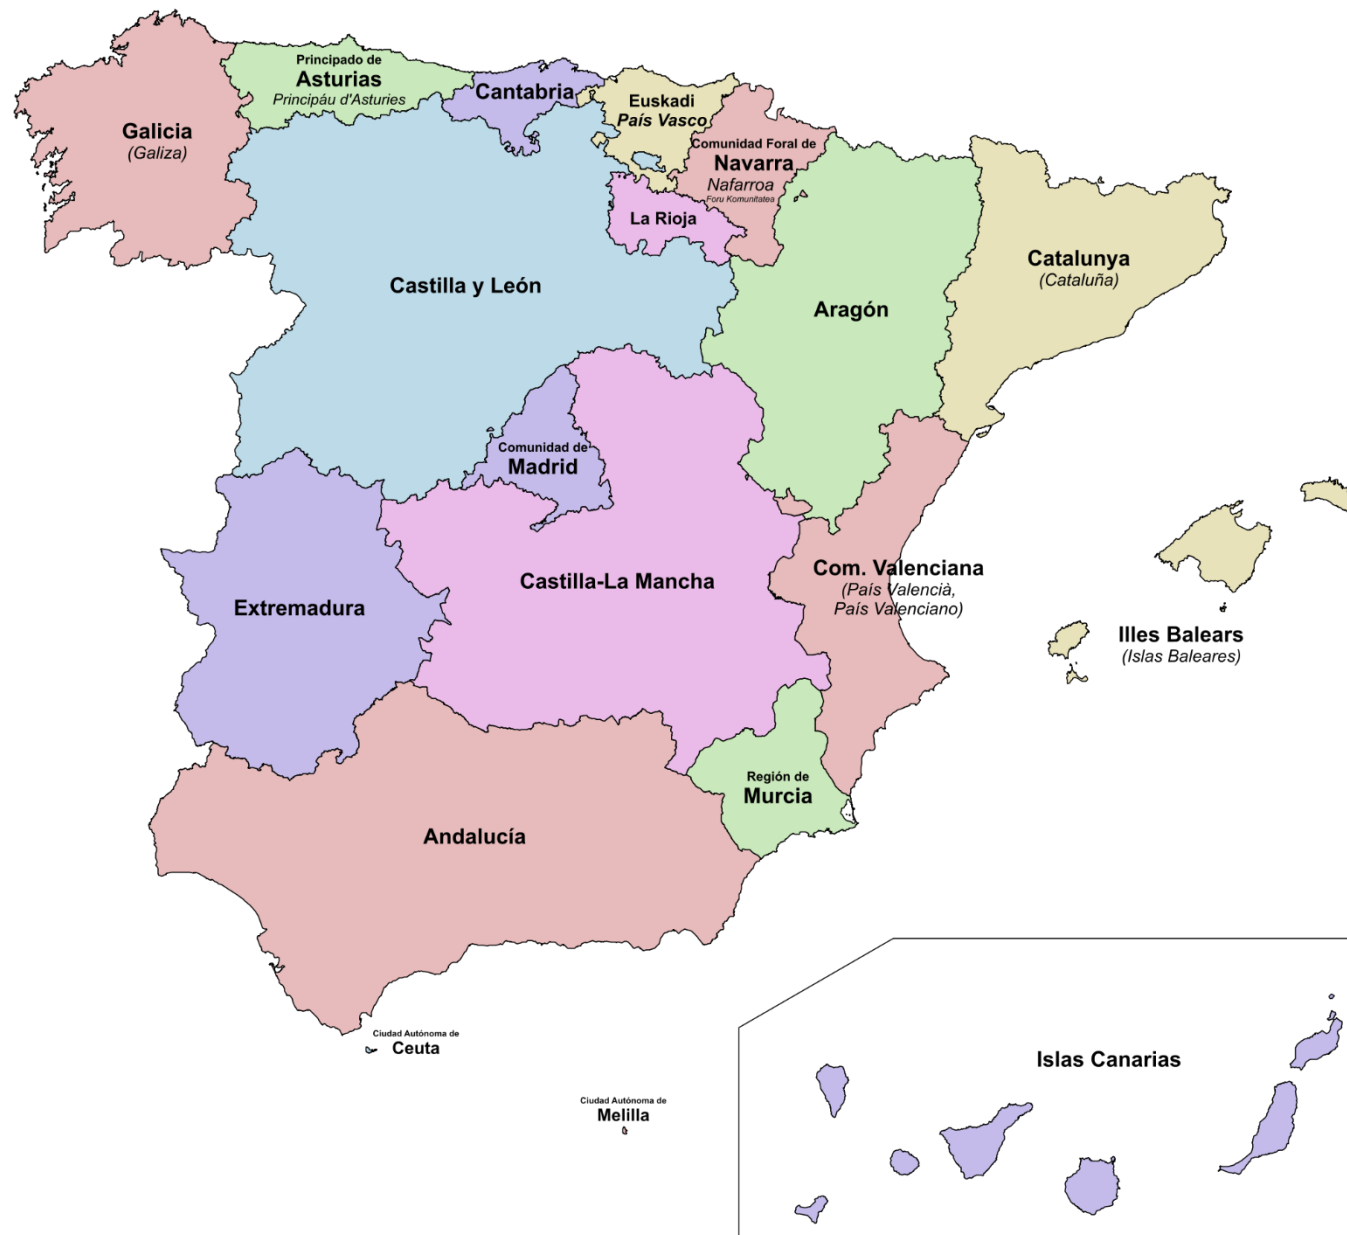 Principado de
Asturias
Principáu d'Asturies
Cantabria
Euskadi
País Vasco
Galicia
(Galiza)
Comunidad Foral de
Navarra
Nafarroa
Foru Komunitatea
La Rioja
Catalunya
(Cataluña)
Castilla y León
Aragón
Comunidad de
Madrid
Com. Valenciana
(País Valencià,
País Valenciano)
Castilla-La Mancha
Extremadura
Illes Balears
(Islas Baleares)
Región de
Murcia
Andalucía
Ciudad Autónoma de
Ceuta
Islas Canarias
Ciudad Autónoma de
Melilla